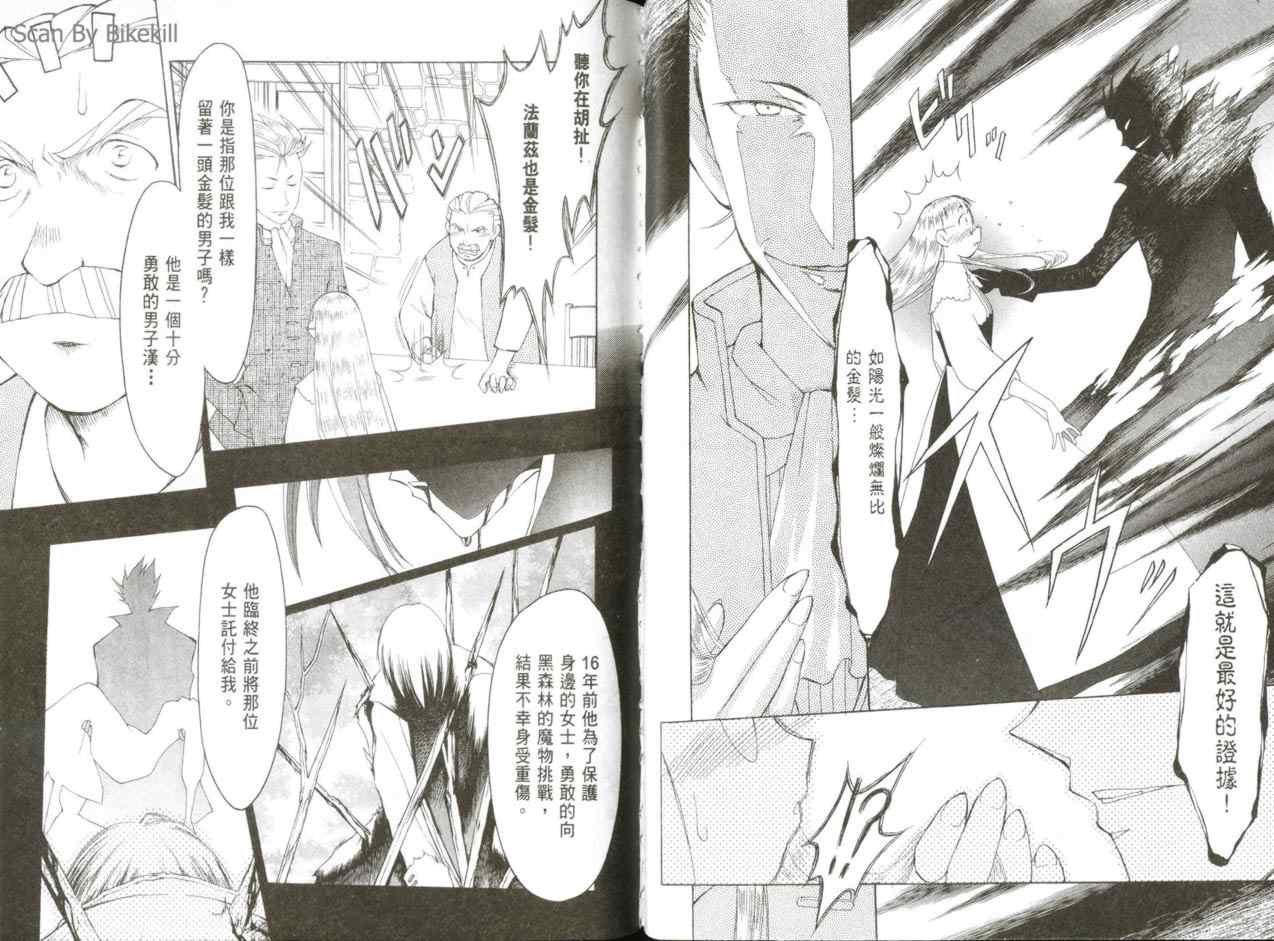 Scan By Bikekill
ビクッ
如陽光一般燦爛無比
的金髮…
這就是最好的證據！
!?
聽你在胡扯！
法蘭茲也是金髮！
バン
你是指那位跟我一樣
留著一頭金髮的男子嗎？
他是一個十分
勇敢的男子漢…
16年前他為了保護
身邊的女士，勇敢的向
黑森林的魔物挑戰，
結果不幸身受重傷。
他臨終之前將那位
女士託付給我。